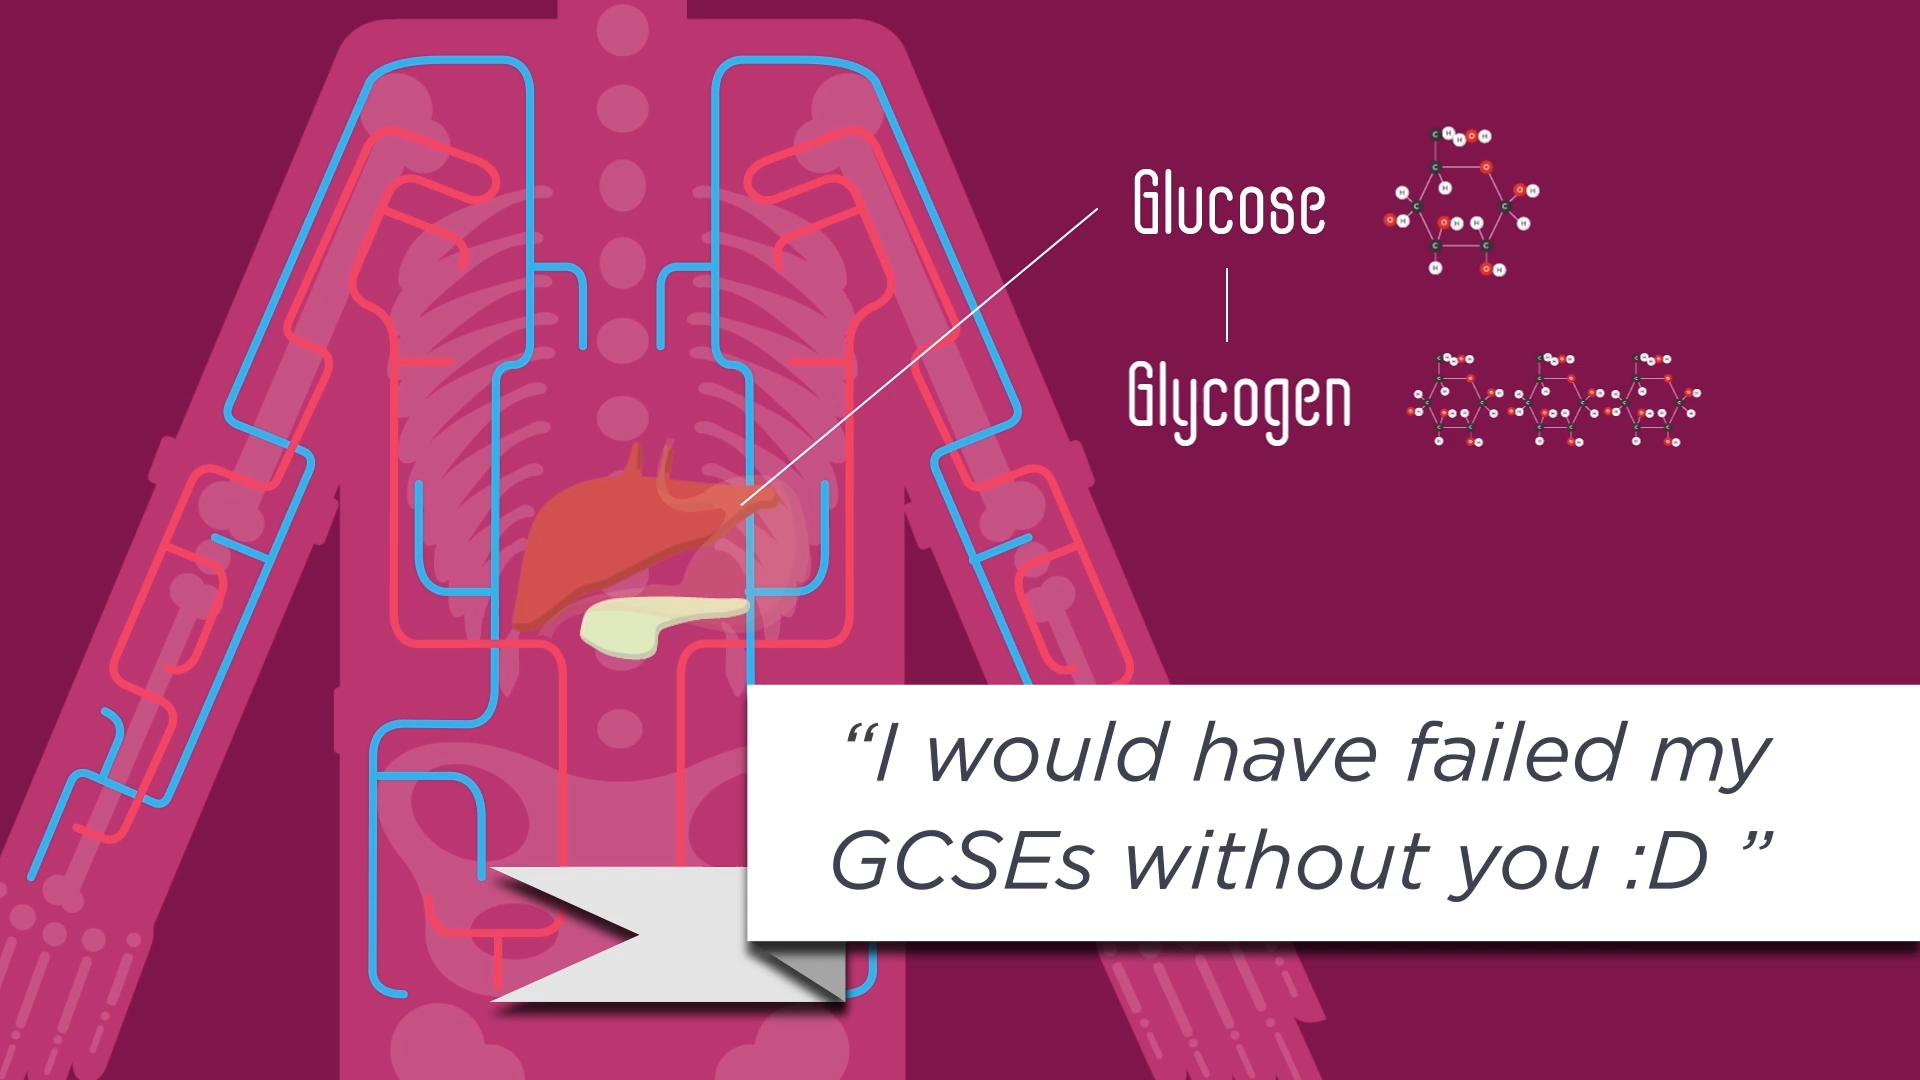 Glucose
Glycogen
“I would have failed my
GCSEs without you :D ”